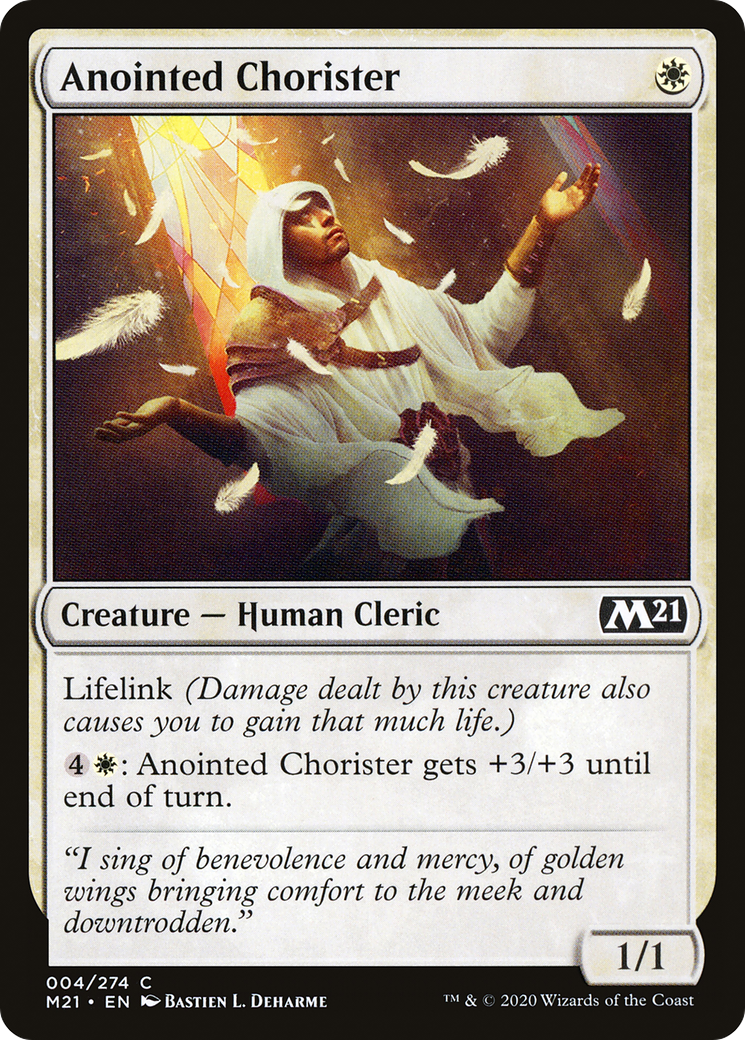 Anointed Chorister
Creature — Human Cleric
M21
Lifelink (Damage dealt by this creature also
causes you to gain that much life.)
4: Anointed Chorister gets +3/+3 until
end of turn.
“I sing of benevolence and mercy, of golden
wings bringing comfort to the meek and
downtrodden.”
1/1
004/274 C
M21 • EN Bastien L. Deharme
™ & © 2020 Wizards of the Coast